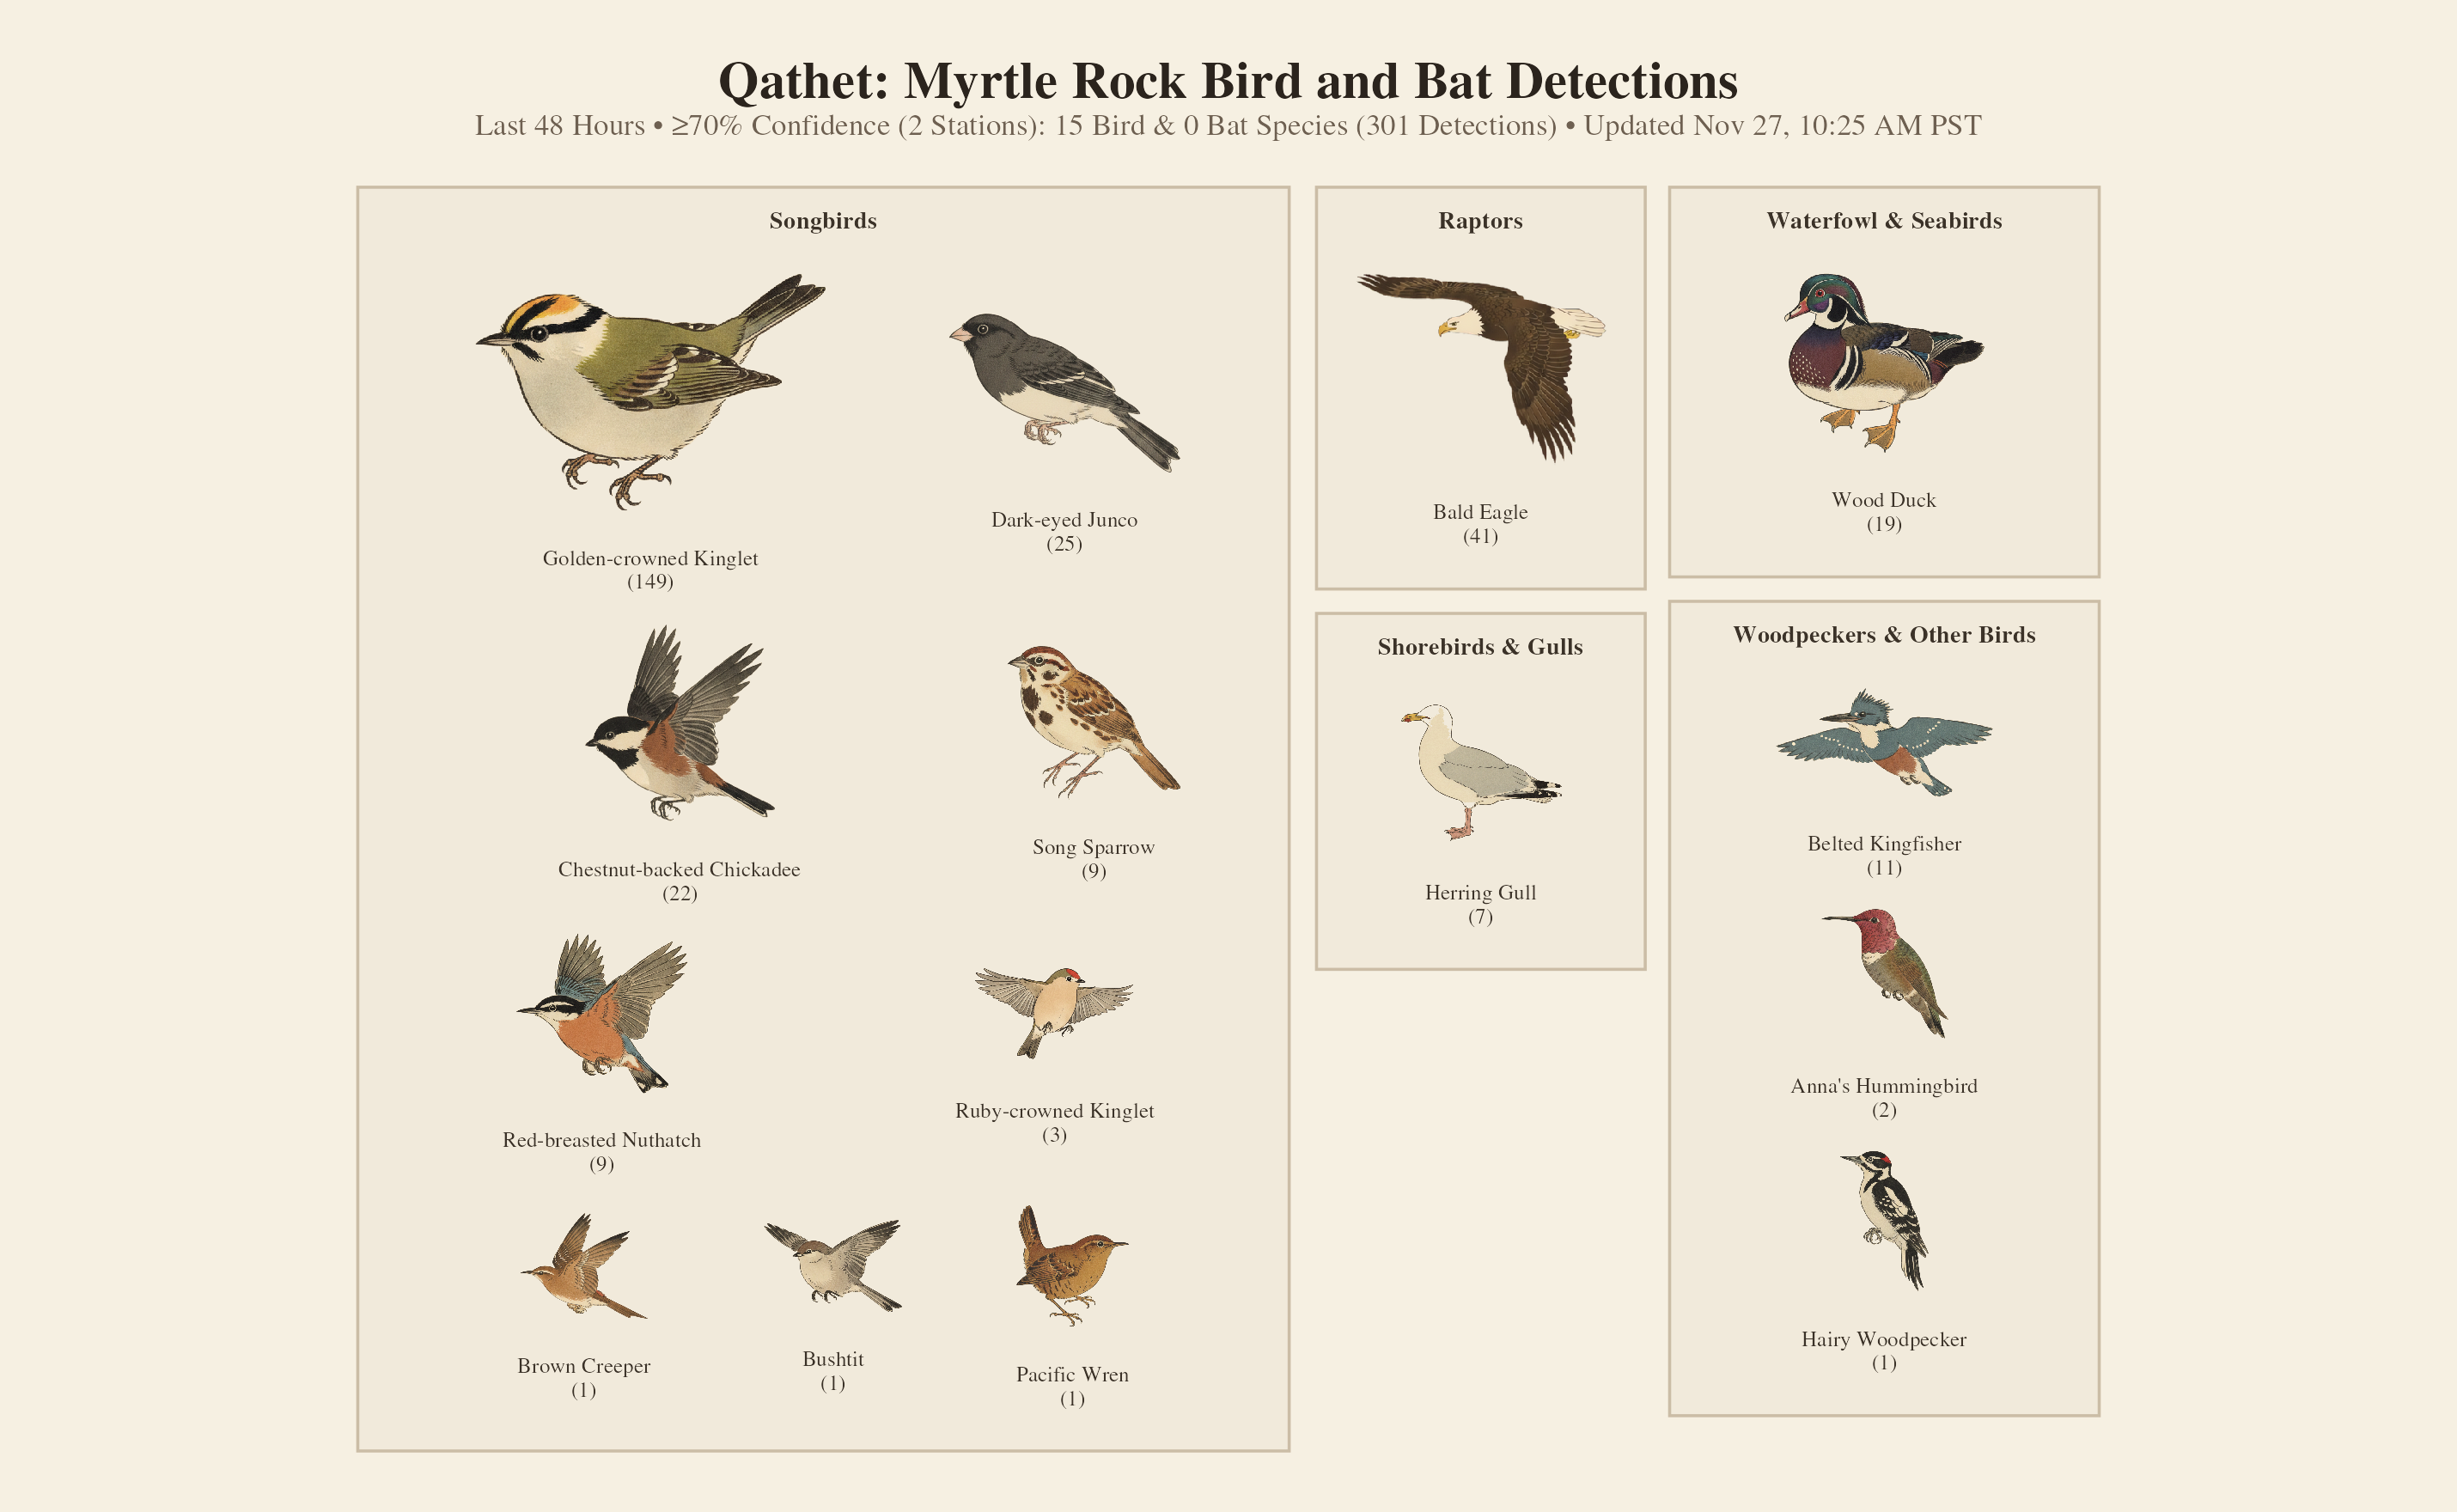 Qathet: Myrtle Rock Bird and Bat Detections
Last 48 Hours • ≥70% Confidence (2 Stations): 15 Bird & 0 Bat Species (301 Detections) • Updated Nov 27, 10:25 AM PST
Songbirds
Golden-crowned Kinglet
(149)
Dark-eyed Junco
(25)
Chestnut-backed Chickadee
(22)
Song Sparrow
(9)
Red-breasted Nuthatch
(9)
Ruby-crowned Kinglet
(3)
Brown Creeper
(1)
Bushtit
(1)
Pacific Wren
(1)
Raptors
Bald Eagle
(41)
Shorebirds & Gulls
Herring Gull
(7)
Waterfowl & Seabirds
Wood Duck
(19)
Woodpeckers & Other Birds
Belted Kingfisher
(11)
Anna's Hummingbird
(2)
Hairy Woodpecker
(1)